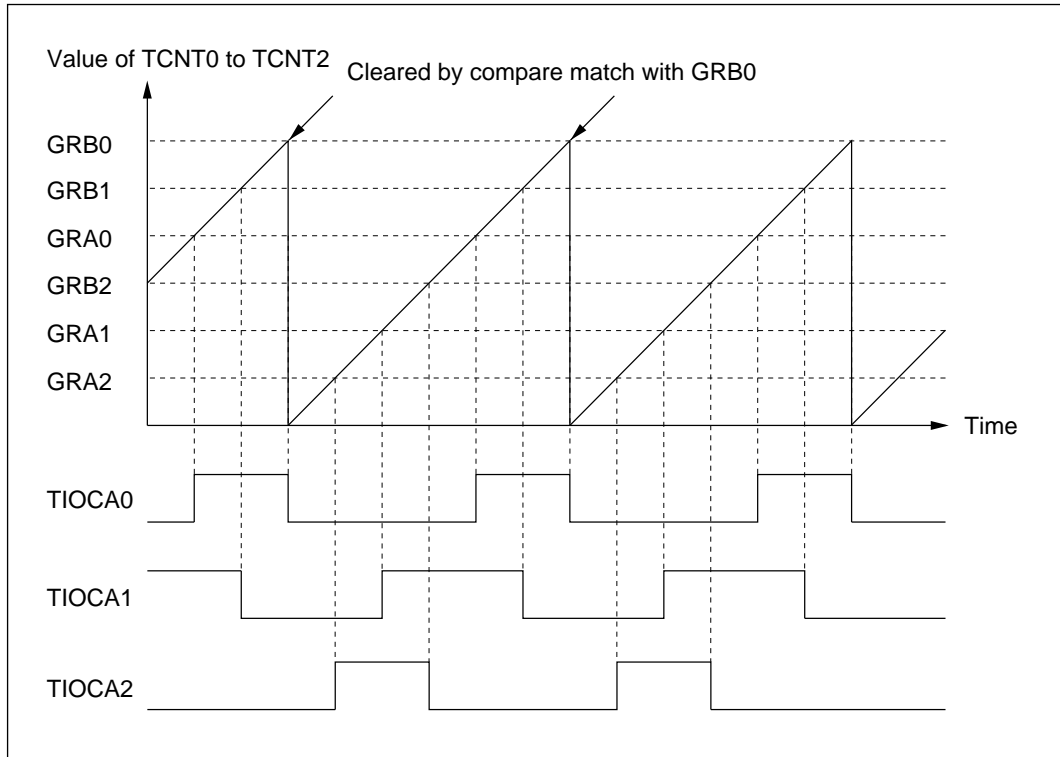 Value of TCNT0 to TCNT2
Cleared by compare match with GRB0
GRB0
GRB1
GRA0
GRB2
GRA1
GRA2
Time
TIOCA0
TIOCA1
TIOCA2